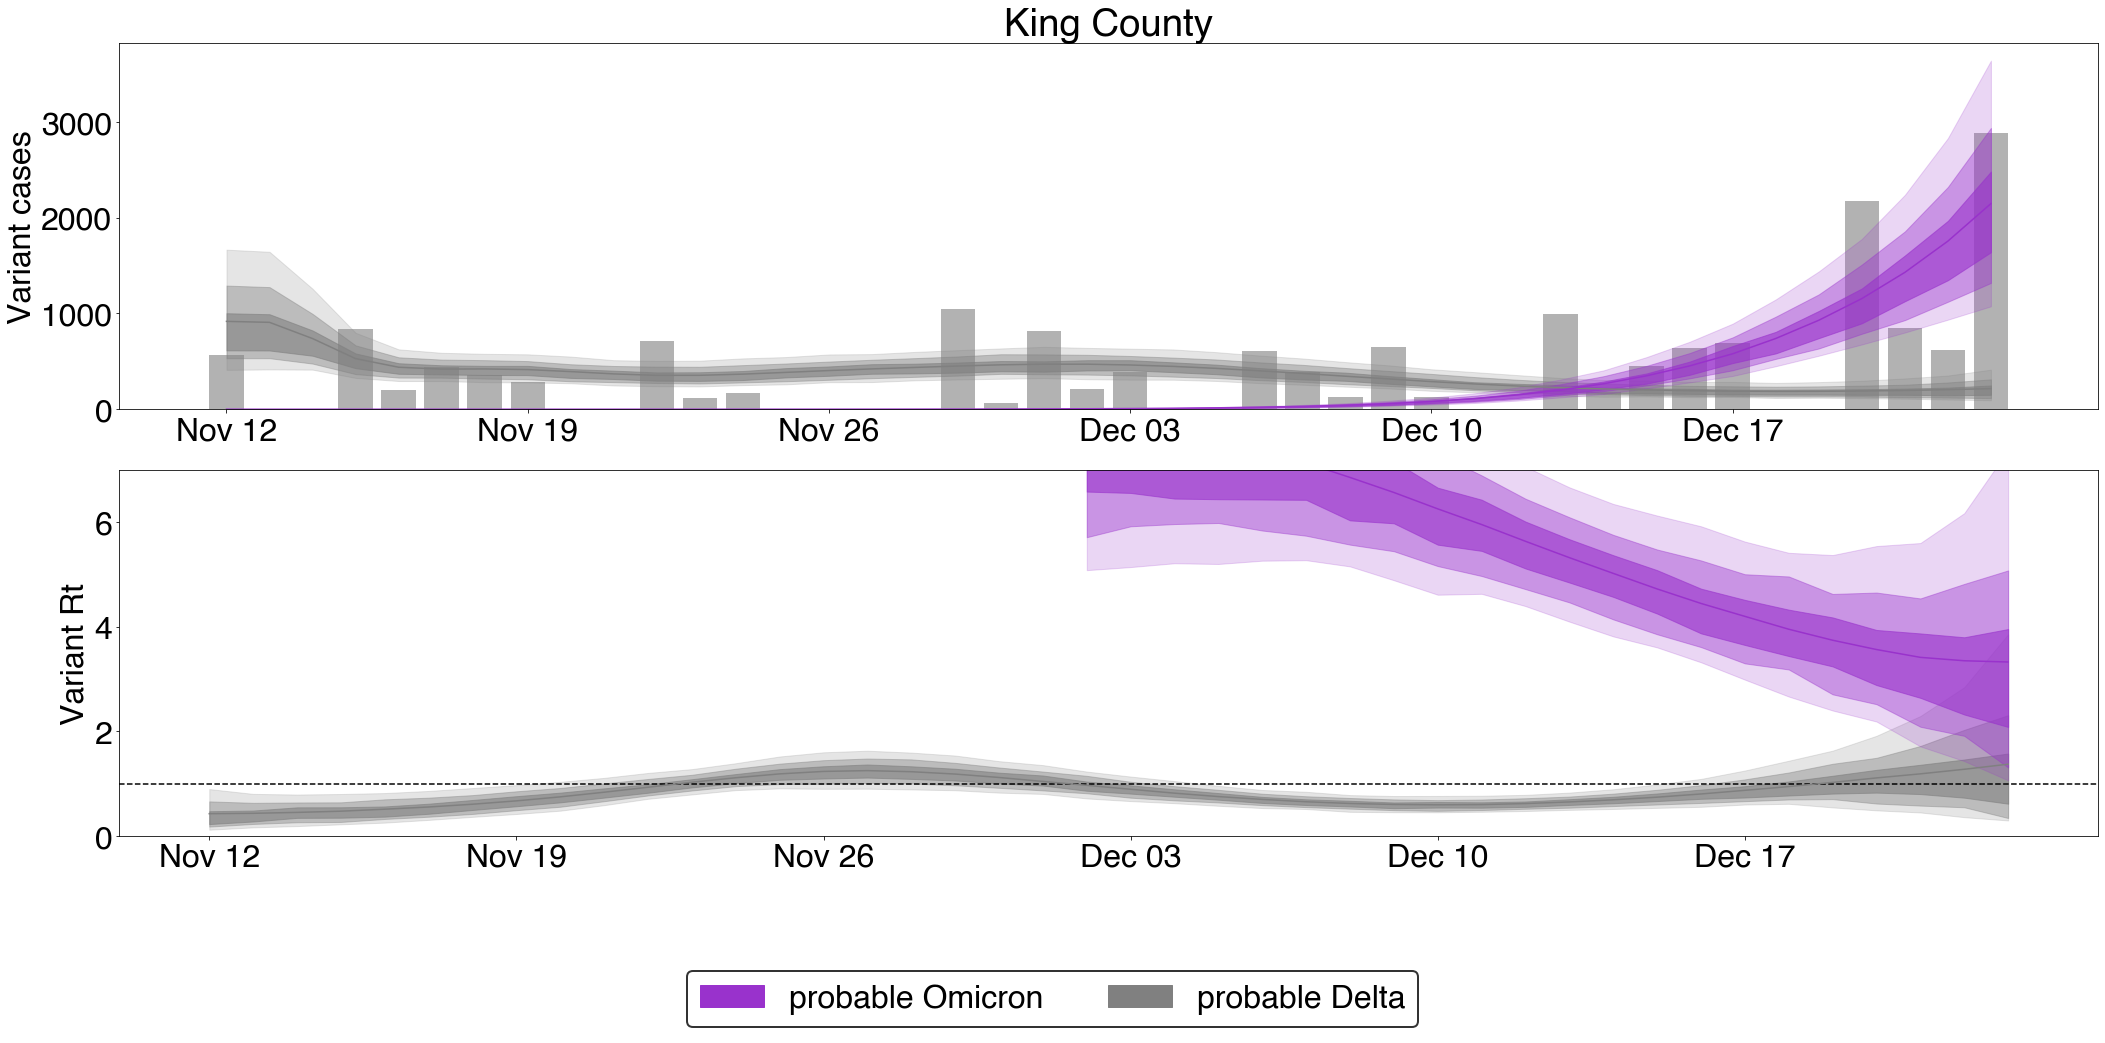 King County
Variant cases
3000
2000
1000
0
Nov 12 Nov 19 Nov 26 Dec 03 Dec 10 Dec 17
Variant Rt
6
4
2
0
Nov 12 Nov 19 Nov 26 Dec 03 Dec 10 Dec 17
probable Omicron probable Delta